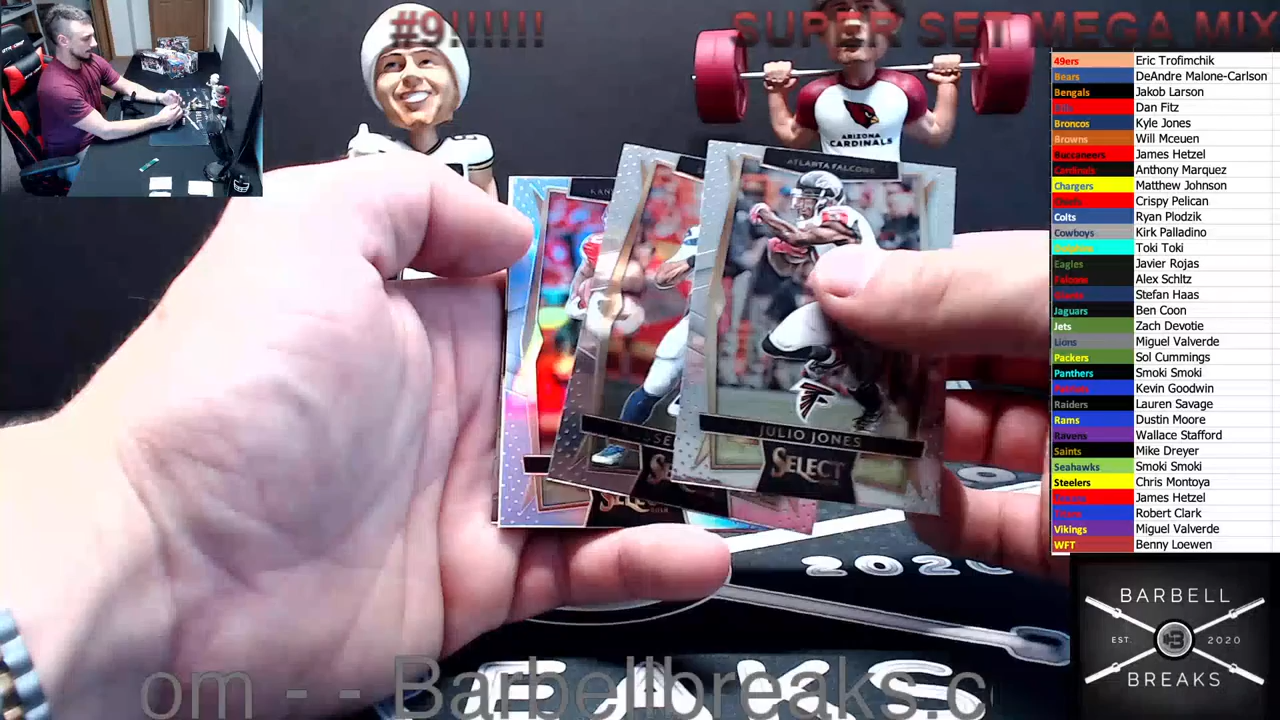 #9!!!!!!
SUPER SET MEGA MIX
49ers Eric Trofimchik
Bears DeAndre Malone-Carlson
Bengals Jakob Larson
Dan Fitz
Broncos Kyle Jones
Browns Will Mceuen
Buccaneers James Hetzel
Cardinals Anthony Marquez
Chargers Matthew Johnson
Chiefs Crispy Pelican
Colts Ryan Plodzik
Cowboys Kirk Palladino
Dolphins Toki Toki
Eagles Javier Rojas
Falcons Alex Schltz
Giants Stefan Haas
Jaguars Ben Coon
Jets Zach Devotie
Lions Miguel Valverde
Packers Sol Cummings
Panthers Smoki Smoki
Patriots Kevin Goodwin
Raiders Lauren Savage
Rams Dustin Moore
Ravens Wallace Stafford
Saints Mike Dreyer
Seahawks Smoki Smoki
Steelers Chris Montoya
Texans James Hetzel
Titans Robert Clark
Vikings Miguel Valverde
WFT Benny Loewen
ARIZONA
CARDINALS
ATLANTA FALCONS
JULIO JONES
SELECT
2020
BARBELL
EST. 2020
BREAKS
om - - Barbellbreaks.c